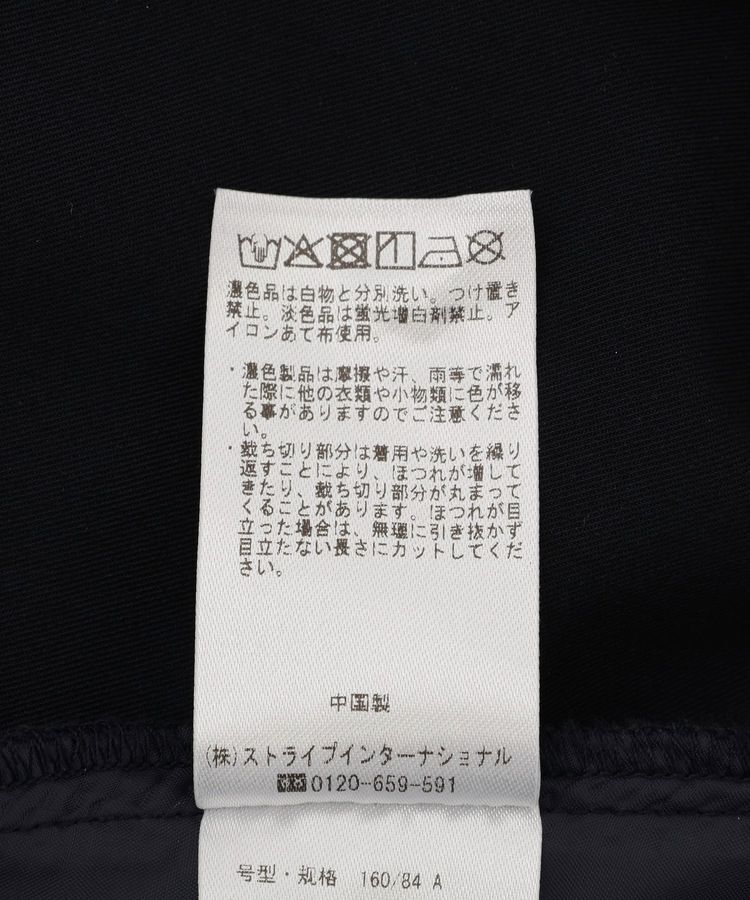 濃色品は白物と分別洗い。つけ置き
禁止。淡色品は蛍光増白剤禁止。ア
イロンあて布使用。
・濃色製品は摩擦や汗、雨等で濡れ
た際に他の衣類や小物類に色が移
る事がありますのでご注意くださ
い。
・裁ち切り部分は着用や洗いを繰り
返すことにより、ほつれが増して
きたり、裁ち切り部分が丸まって
くることがあります。ほつれが目
立った場合は、無理に引き抜かず
目立たない長さにカットしてくだ
さい。
中国製
(株)ストライプインターナショナル
0120-659-591
号型・规格 160/84 A